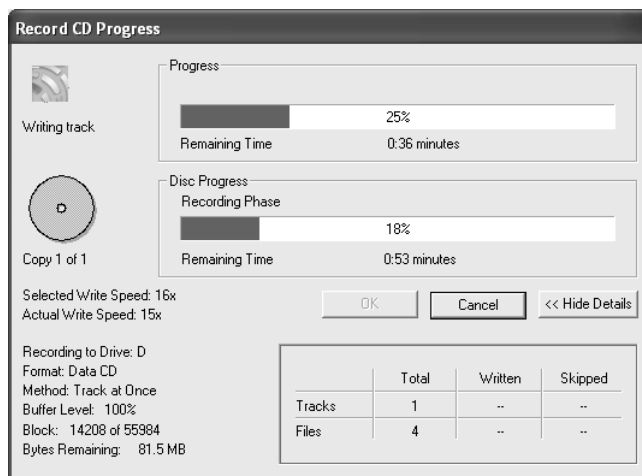 Record CD Progress
Progress
Writing track
25%
Remaining Time 0:36 minutes
Disc Progress
Recording Phase
18%
Copy 1 of 1
Remaining Time 0:53 minutes
Selected Write Speed: 16x
Actual Write Speed: 15x
OK Cancel << Hide Details
Recording to Drive: D
Format: Data CD
Method: Track at Once
Buffer Level: 100%
Block: 14208 of 55984
Bytes Remaining: 81.5 MB
Total Written Skipped
Tracks 1 -- --
Files 4 -- --